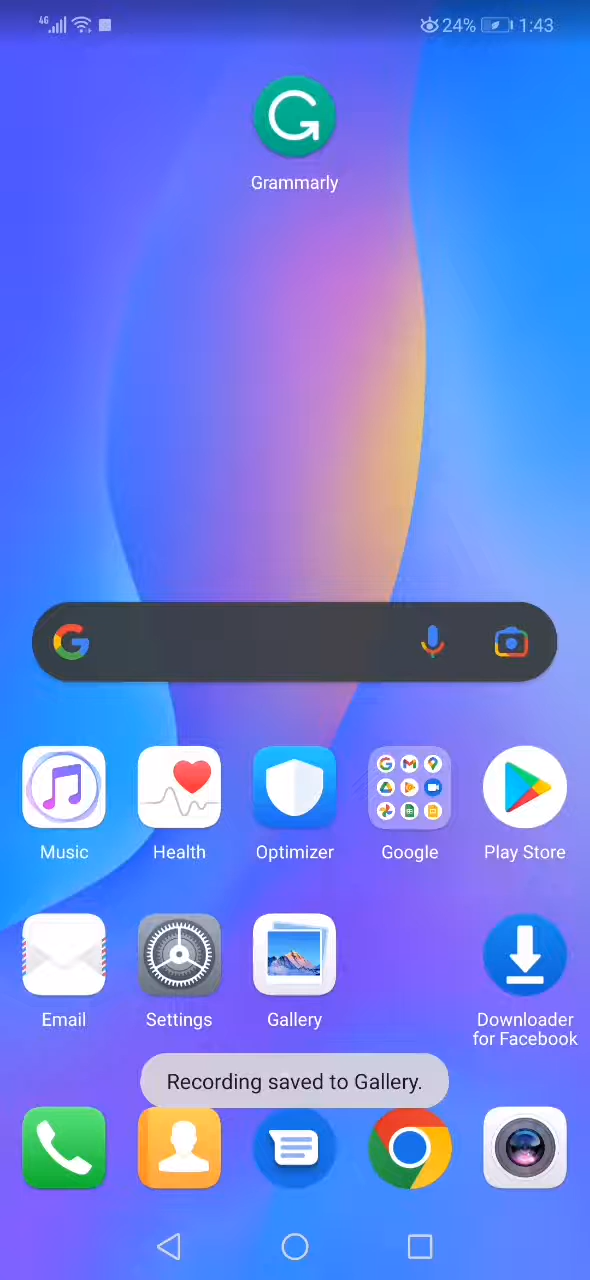 4G 24% 1:43
Grammarly
Music Health Optimizer Google Play Store
Email Settings Gallery Downloader
for Facebook
Recording saved to Gallery.